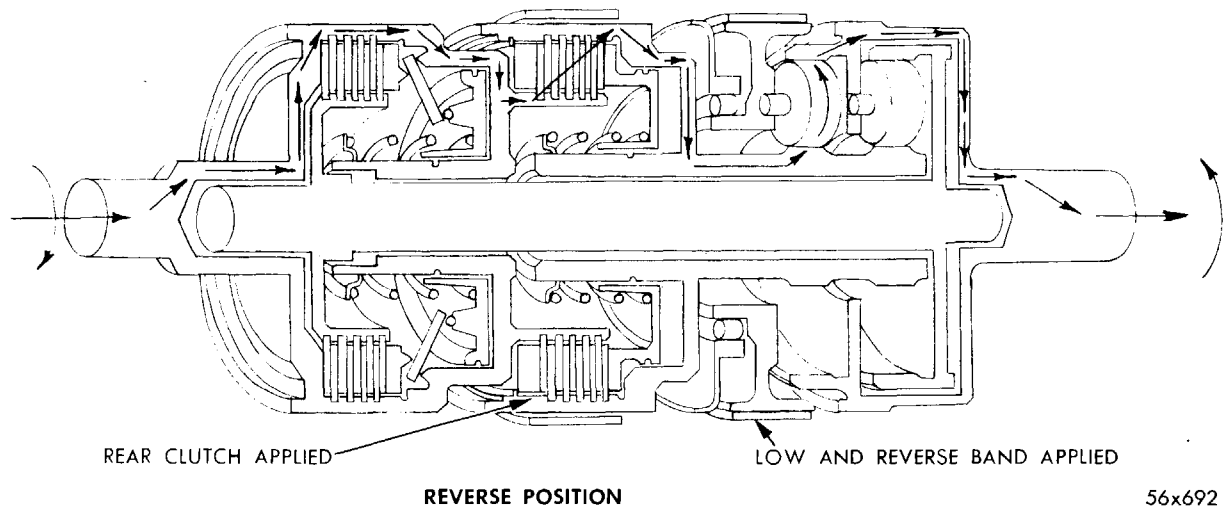 REAR CLUTCH APPLIED
LOW AND REVERSE BAND APPLIED
REVERSE POSITION
56x692